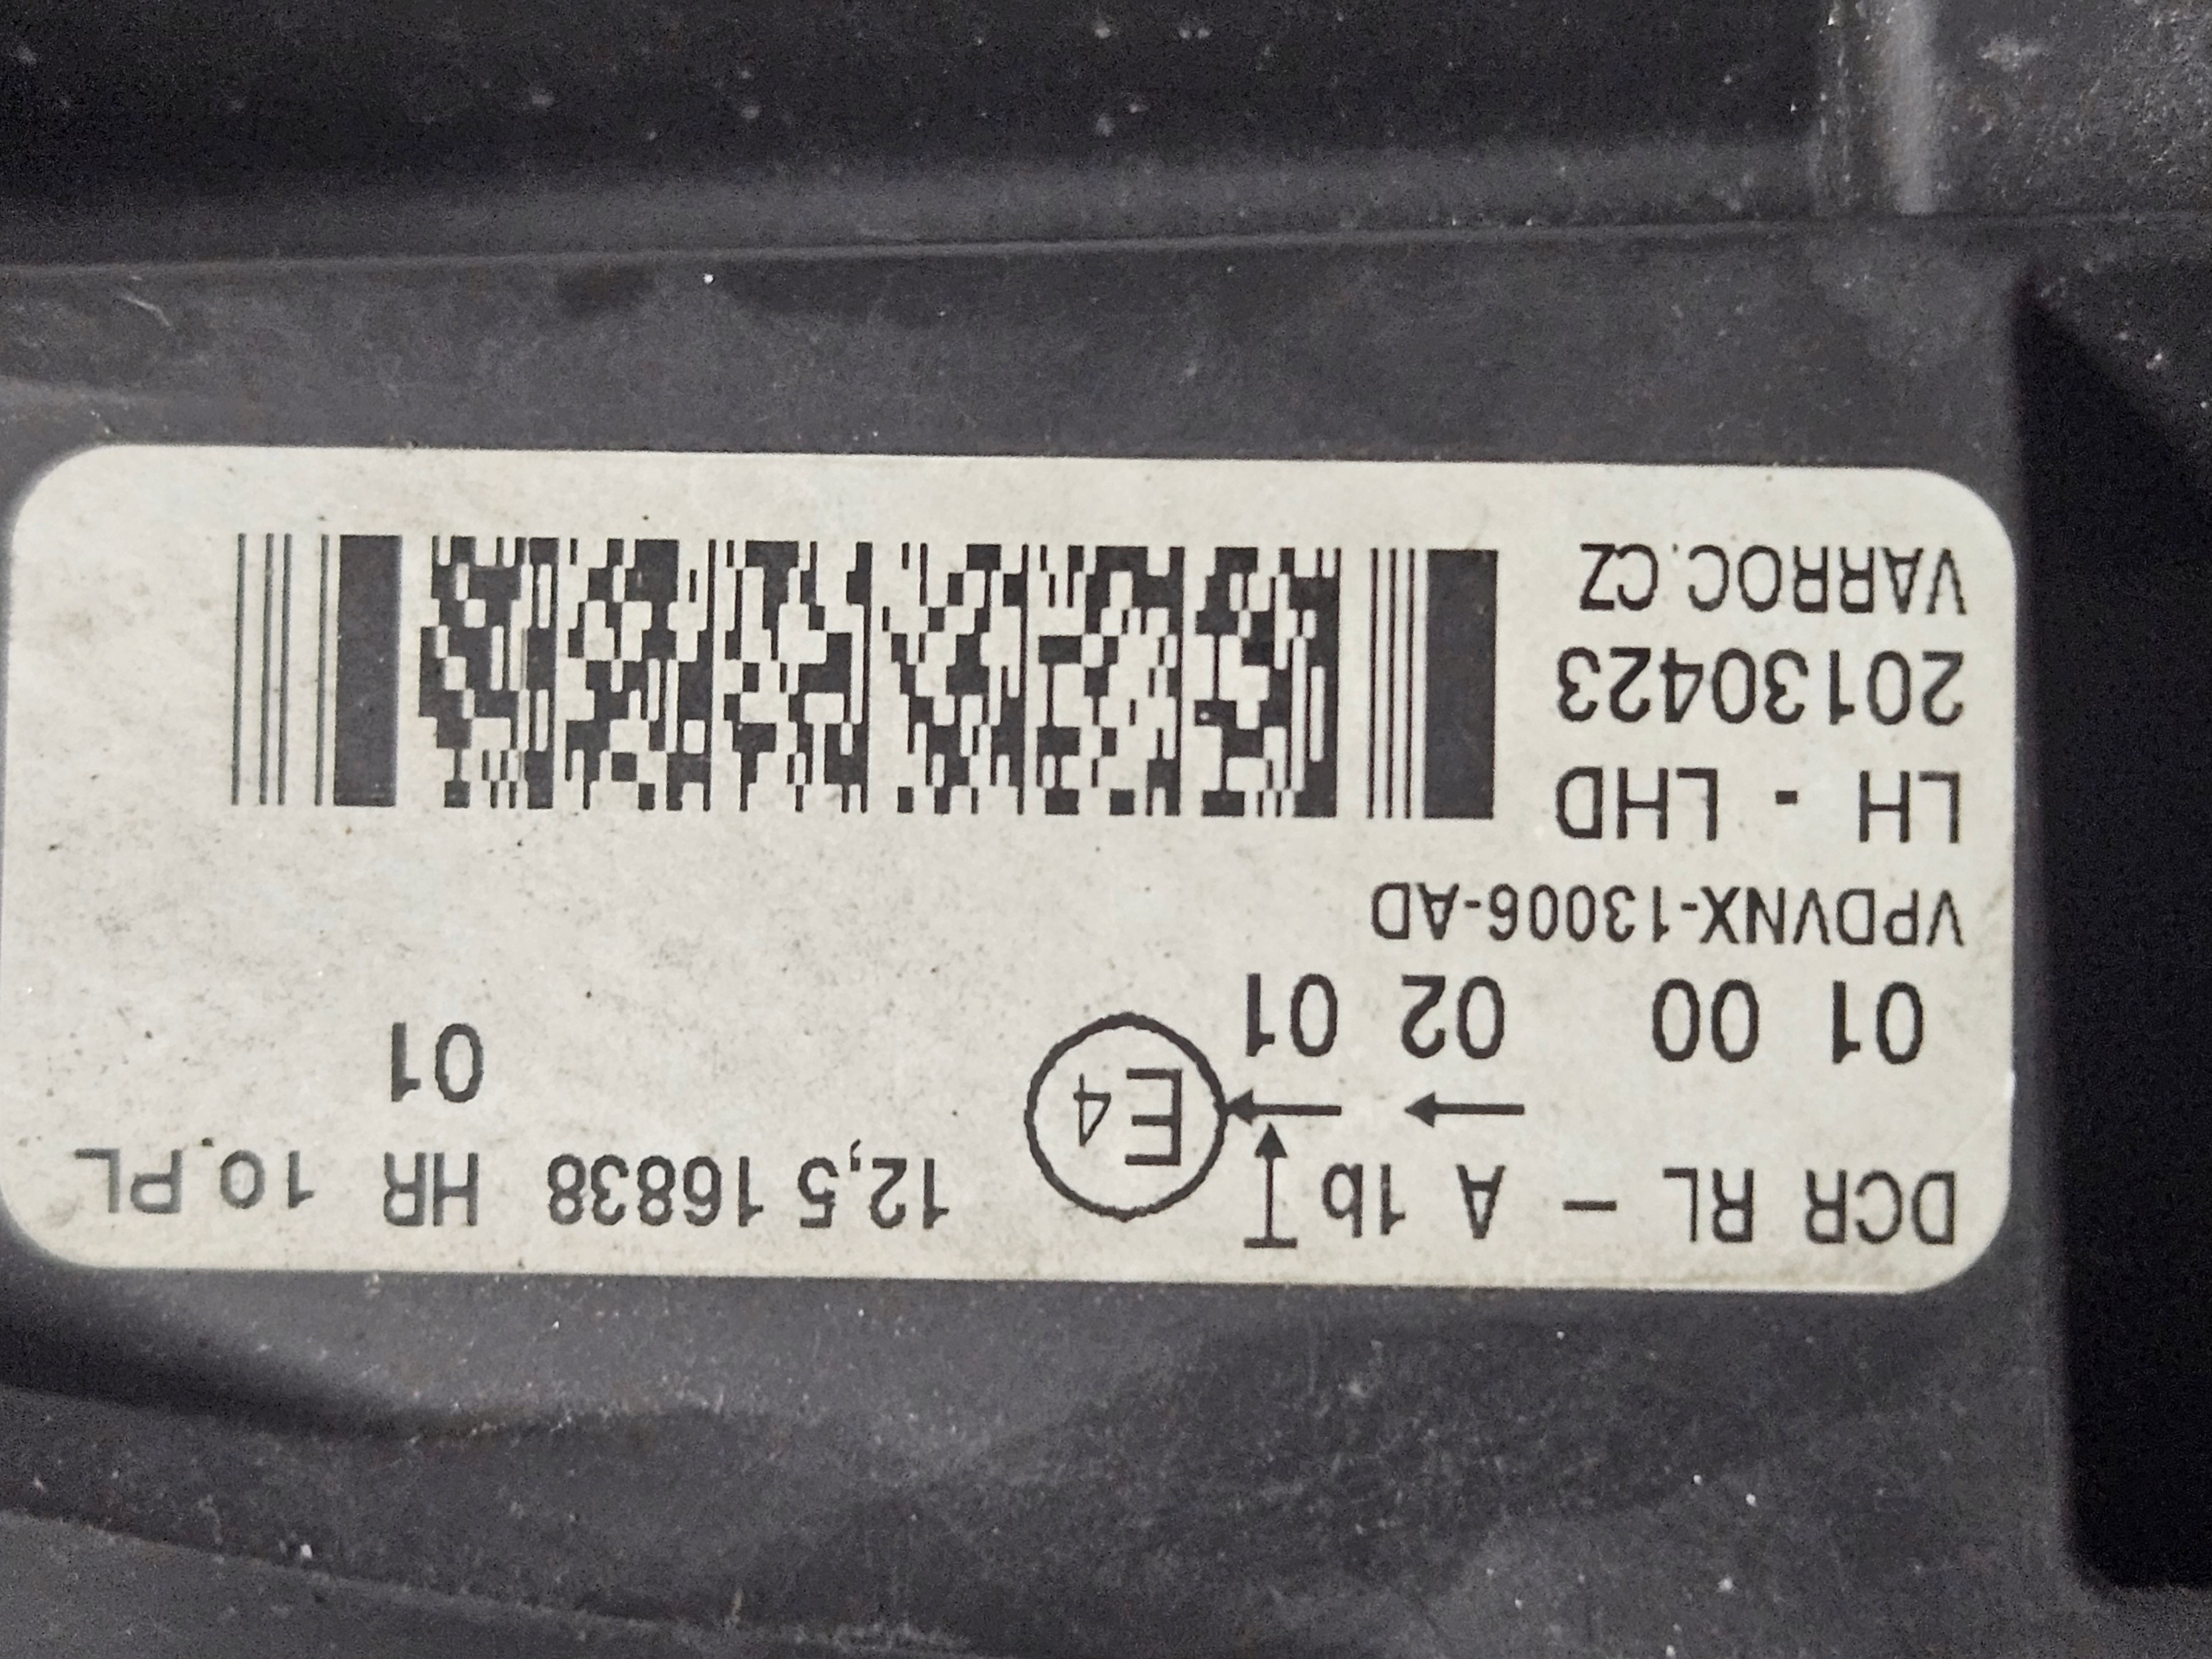 DCR RL - A 1b E4 12,5 16838 HR 10 PL
01 00 02 01 01
VPDVNX-13006-AD
LH - LHD
20130423
VARROC.CZ